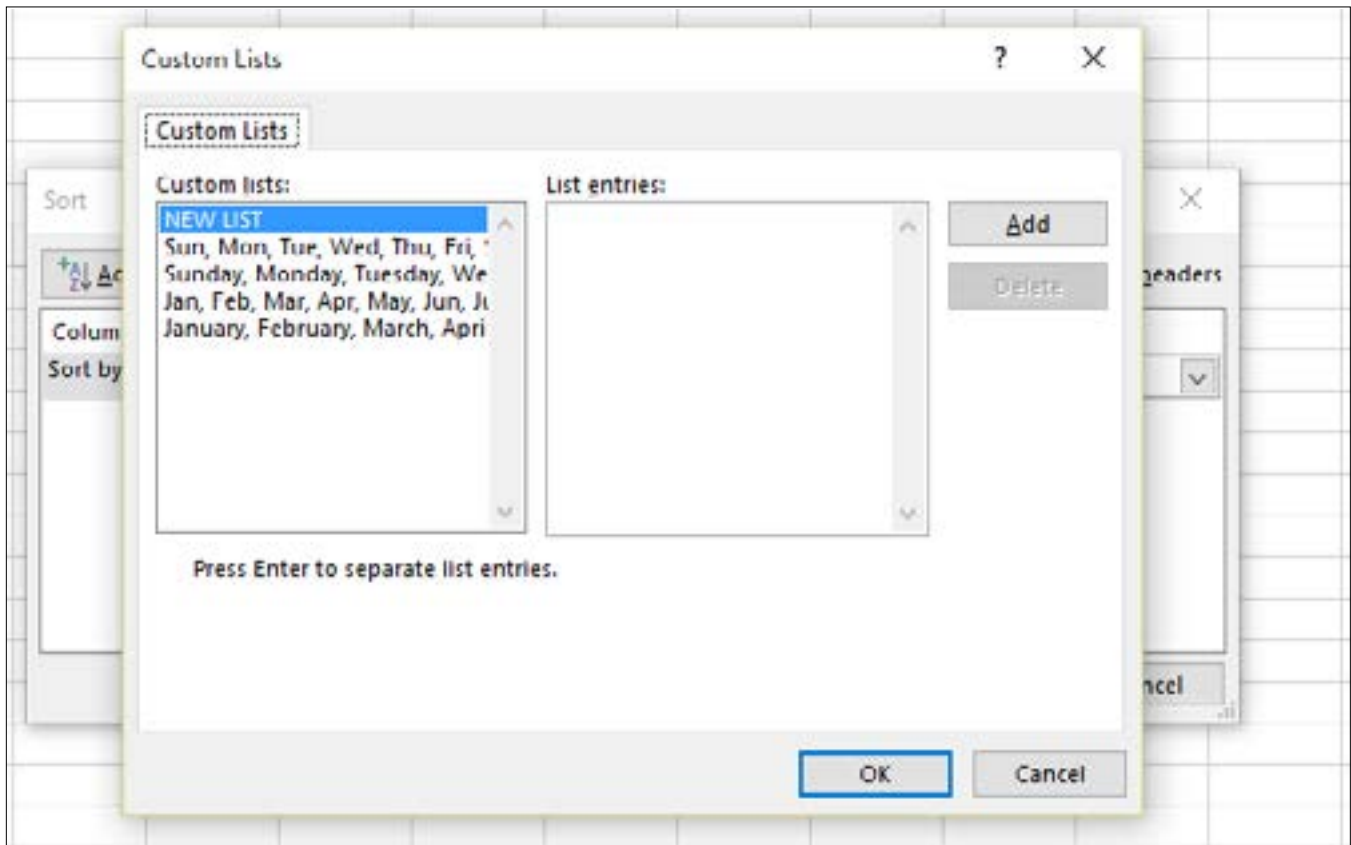 Custom Lists ?
Custom Lists
Custom lists:
List entries:
NEW LIST
Sun, Mon, Tue, Wed, Thu, Fri,
Sunday, Monday, Tuesday, We
Jan, Feb, Mar, Apr, May, Jun, Ju
January, February, March, Apri
Add
Delete
Press Enter to separate list entries.
OK
Cancel
Sort
Ac
headers
Colum
Sort by
ncel